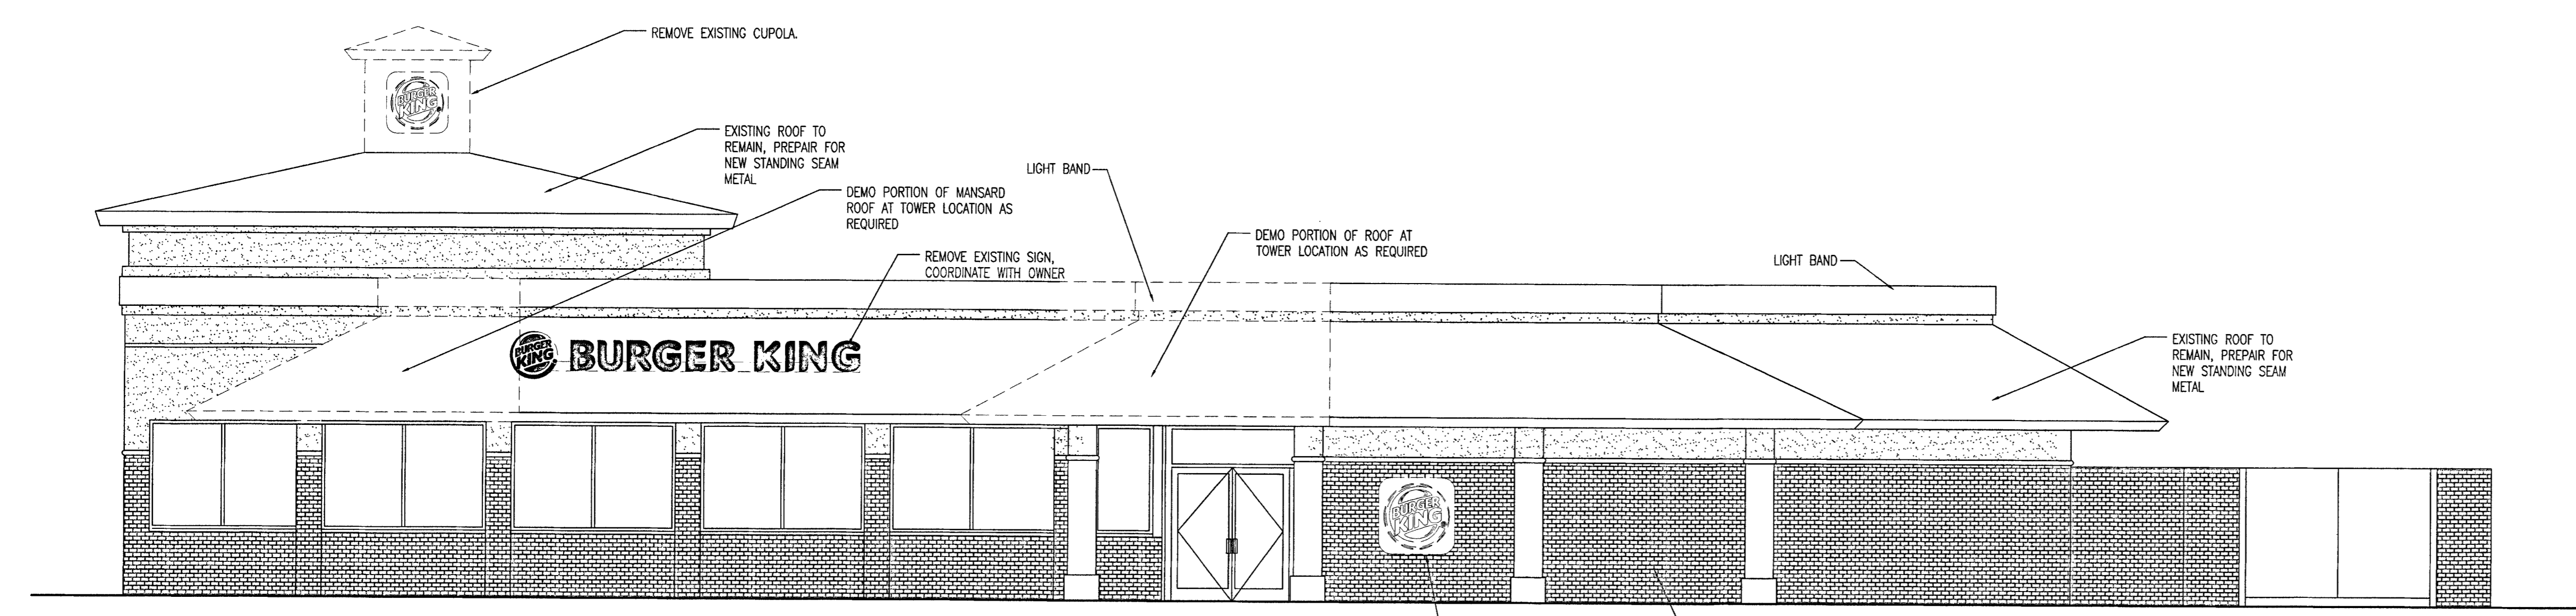 REMOVE EXISTING CUPOLA.
BURGER
KING
EXISTING ROOF TO
REMAIN, PREPAIR FOR
NEW STANDING SEAM
METAL
DEMO PORTION OF MANSARD
ROOF AT TOWER LOCATION AS
REQUIRED
LIGHT BAND
REMOVE EXISTING SIGN,
COORDINATE WITH OWNER
DEMO PORTION OF ROOF AT
TOWER LOCATION AS REQUIRED
LIGHT BAND
BURGER
KING
BURGER KING
EXISTING ROOF TO
REMAIN, PREPAIR FOR
NEW STANDING SEAM
METAL
BURGER
KING